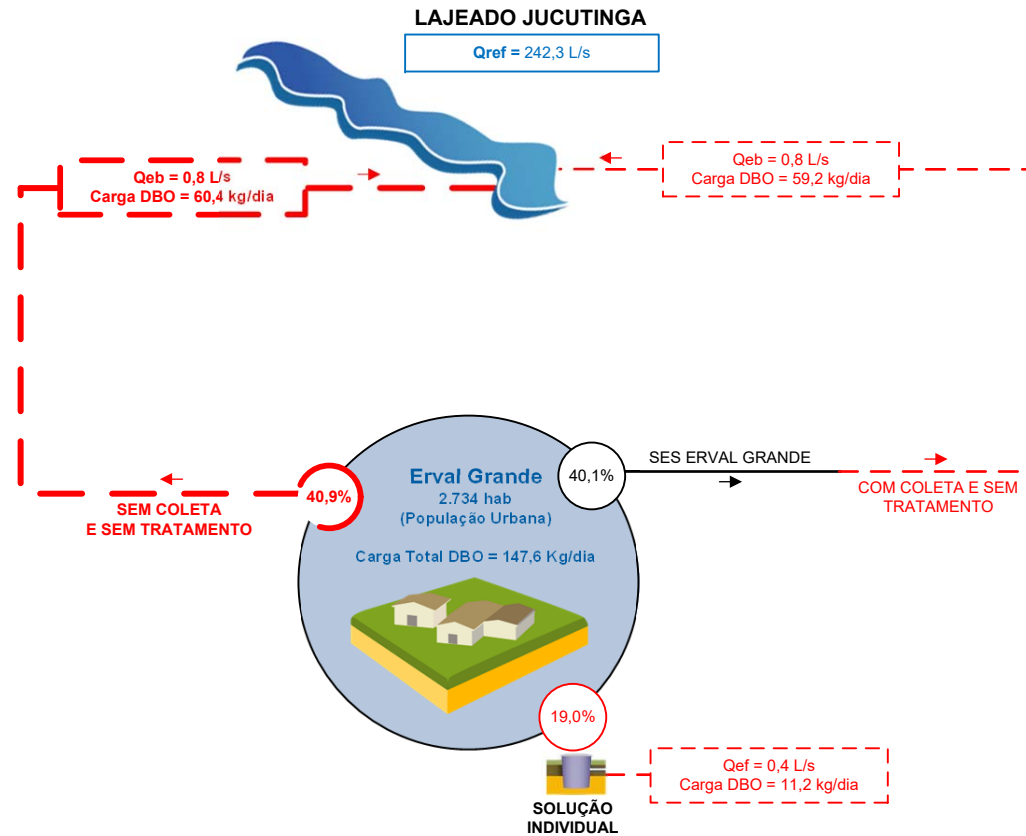 LAJEADO JUCUTINGA
Qref = 242,3 L/s
Qeb = 0,8 L/s
Carga DBO = 60,4 kg/dia
Qeb = 0,8 L/s
Carga DBO = 59,2 kg/dia
40,9%
SEM COLETA
E SEM TRATAMENTO
Erval Grande
2.734 hab
(População Urbana)
Carga Total DBO = 147,6 Kg/dia
40,1%
SES ERVAL GRANDE
COM COLETA E SEM
TRATAMENTO
19,0%
SOLUÇÃO
INDIVIDUAL
Qef = 0,4 L/s
Carga DBO = 11,2 kg/dia